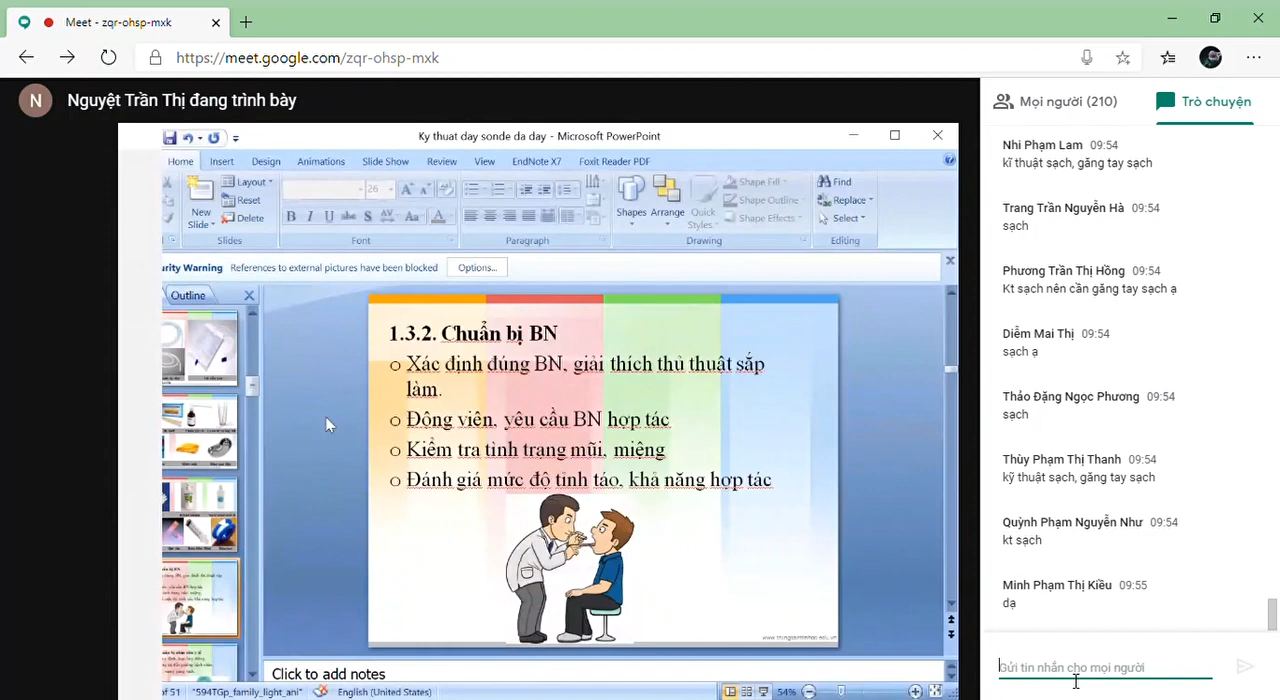 Meet - zqr-ohsp-mxk
https://meet.google.com/zqr-ohsp-mxk
N
Nguyệt Trần Thị đang trình bày
Mọi người (210)
Trò chuyện
Ky thuat day sonde da day - Microsoft PowerPoint
Home Insert Design Animations Slide Show Review View EndNote X7 Foxit Reader PDF
New
Slide
Layout
Reset
Delete
Slides
26
B I U abc S AV Aa A
Font
Paragraph
Shapes Arrange Quick
Styles
Shape Fill
Shape Outline
Shape Effects
Drawing
Find
Replace
Select
Editing
urity Warning References to external pictures have been blocked Options...
Outline
1.3.2. Chuẩn bị BN
o Xác định đúng BN, giải thích thủ thuật sắp
làm.
o Động viên, yêu cầu BN hợp tác
o Kiểm tra tình trạng mũi, miệng
o Đánh giá mức độ tỉnh táo, khả năng hợp tác
Click to add notes
of 51 "594TGp_family_light_ani" English (United States) 54%
Nhi Phạm Lam 09:54
kĩ thuật sạch, găng tay sạch
Trang Trần Nguyễn Hà 09:54
sạch
Phương Trần Thị Hồng 09:54
Kt sạch nên cần găng tay sạch ạ
Diễm Mai Thị 09:54
sạch ạ
Thảo Đặng Ngọc Phương 09:54
sạch
Thùy Phạm Thị Thanh 09:54
kỹ thuật sạch, găng tay sạch
Quỳnh Phạm Nguyễn Như 09:54
kt sạch
Minh Phạm Thị Kiều 09:55
dạ
Gửi tin nhắn cho mọi người